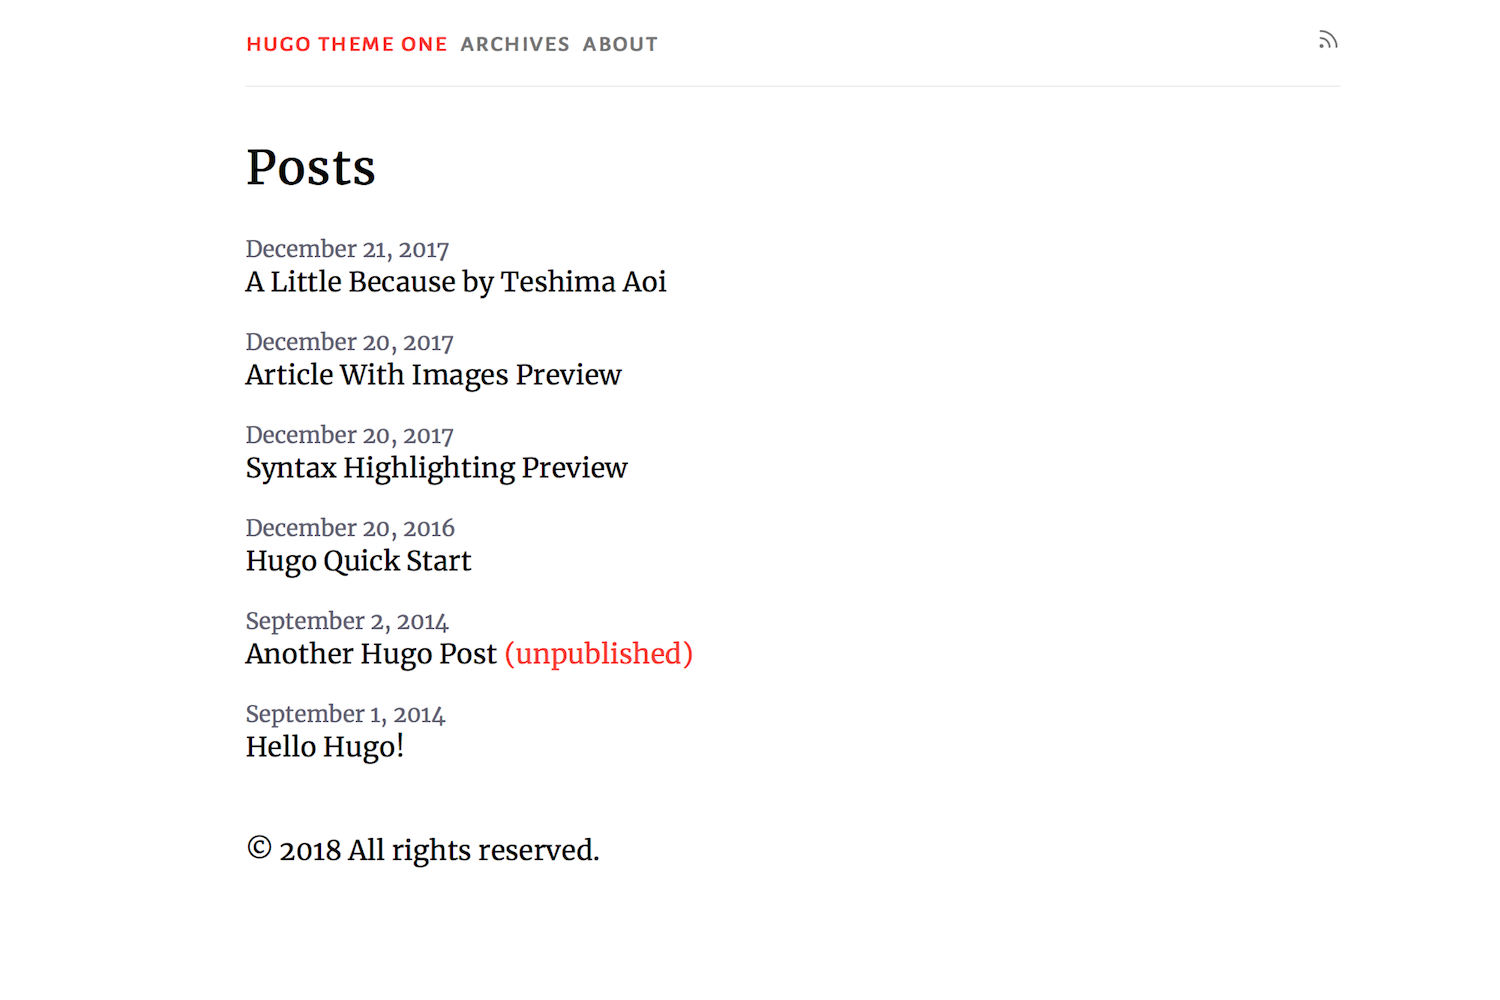 HUGO THEME ONE ARCHIVES ABOUT
Posts
December 21, 2017
A Little Because by Teshima Aoi
December 20, 2017
Article With Images Preview
December 20, 2017
Syntax Highlighting Preview
December 20, 2016
Hugo Quick Start
September 2, 2014
Another Hugo Post (unpublished)
September 1, 2014
Hello Hugo!
© 2018 All rights reserved.